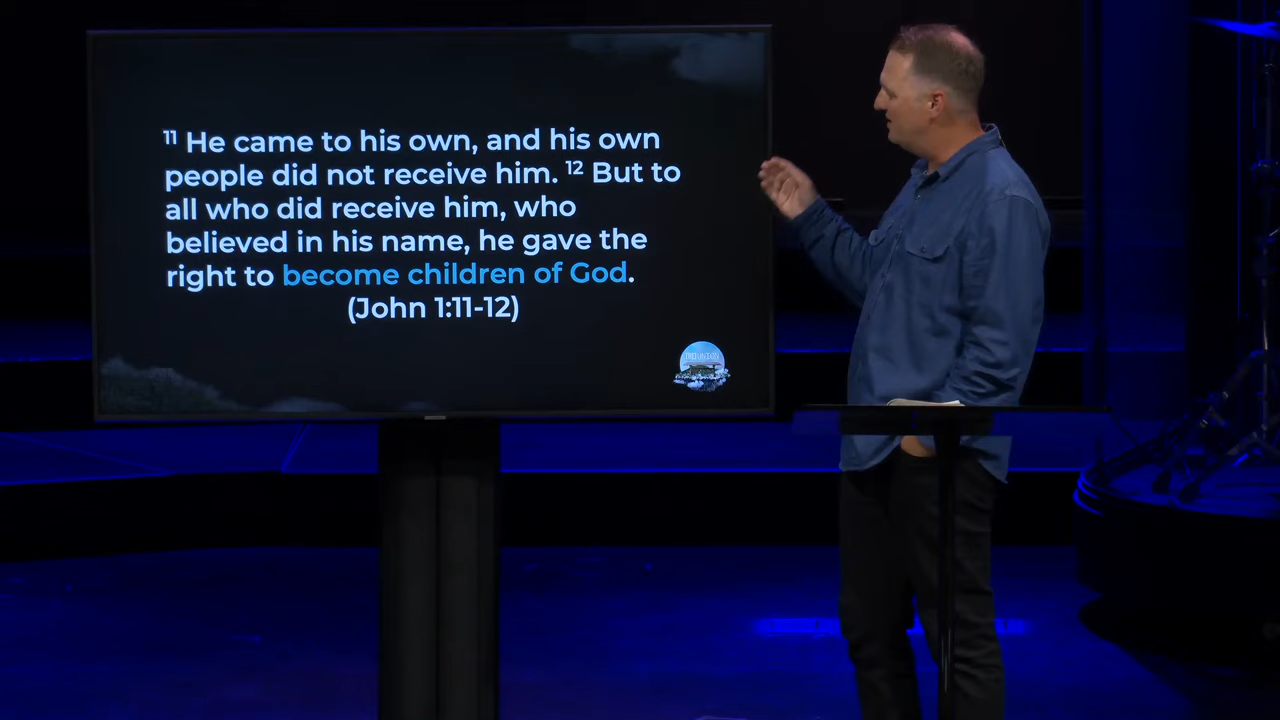 ¹¹ He came to his own, and his own
people did not receive him. ¹² But to
all who did receive him, who
believed in his name, he gave the
right to become children of God.
(John 1:11-12)